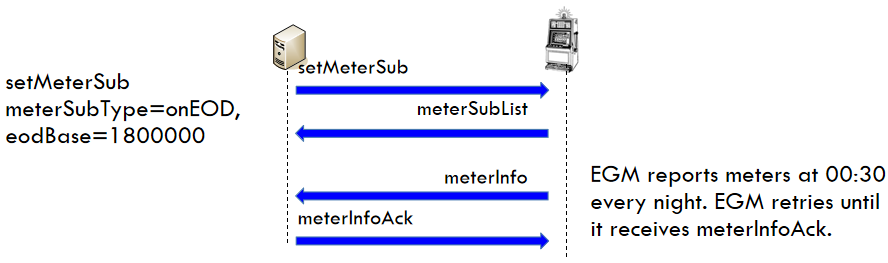 setMeterSub
meterSubType=onEOD,
eodBase=1800000
setMeterSub
meterSubList
meterInfo
meterInfoAck
EGM reports meters at 00:30
every night. EGM retries until
it receives meterInfoAck.